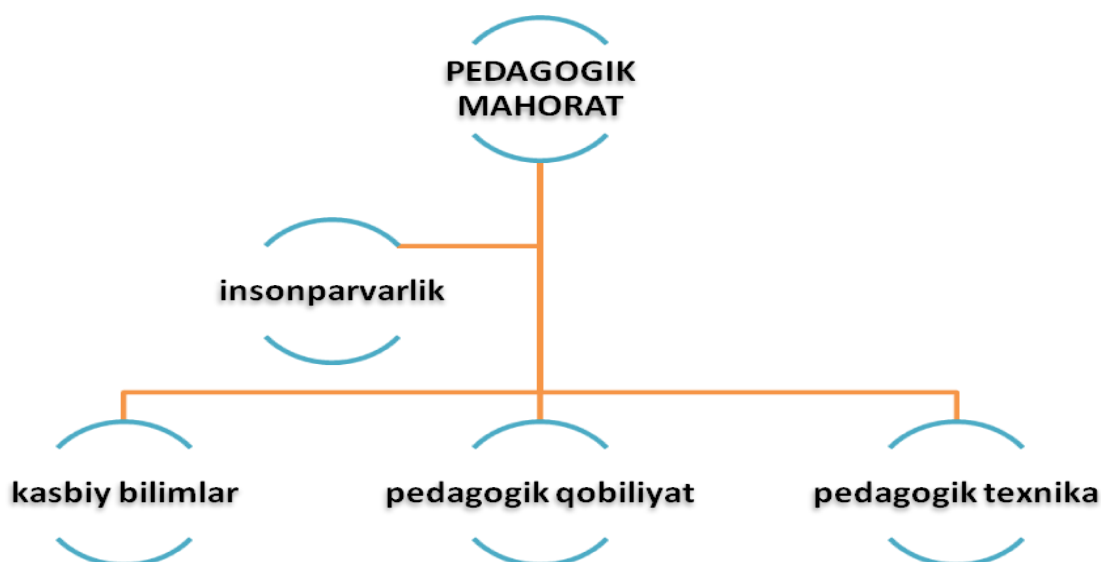 PEDAGOGIK
MAHORAT
insonparvarlik
kasbiy bilimlar
pedagogik qobiliyat
pedagogik texnika